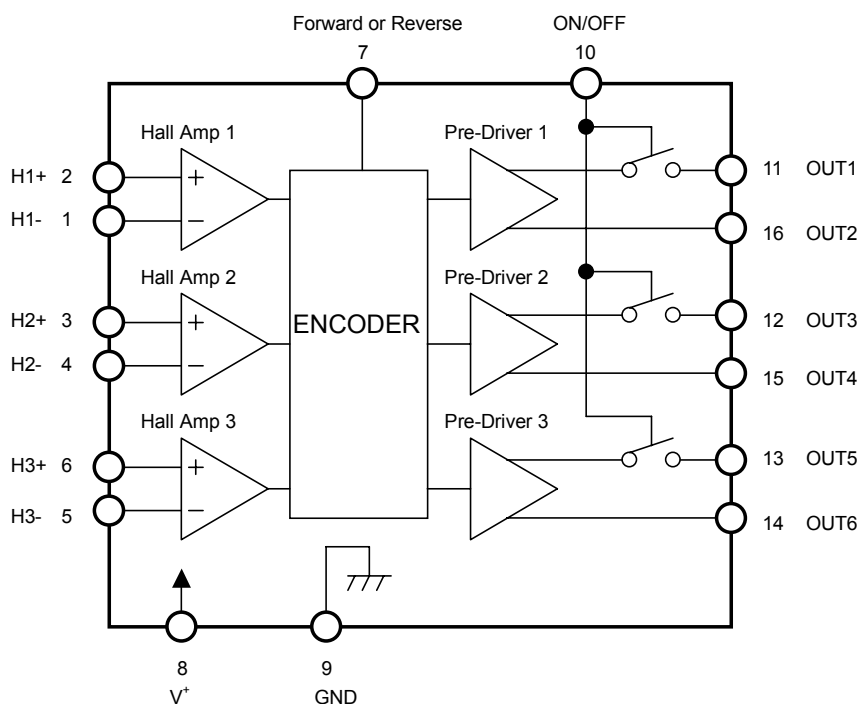 Forward or Reverse ON/OFF
7 10
Hall Amp 1 Pre-Driver 1
H1+ 2 + 11 OUT1
H1- 1 − 16 OUT2
Hall Amp 2 Pre-Driver 2
H2+ 3 + 12 OUT3
ENCODER
H2- 4 − 15 OUT4
Hall Amp 3 Pre-Driver 3
H3+ 6 + 13 OUT5
H3- 5 − 14 OUT6
8 9
V+ GND